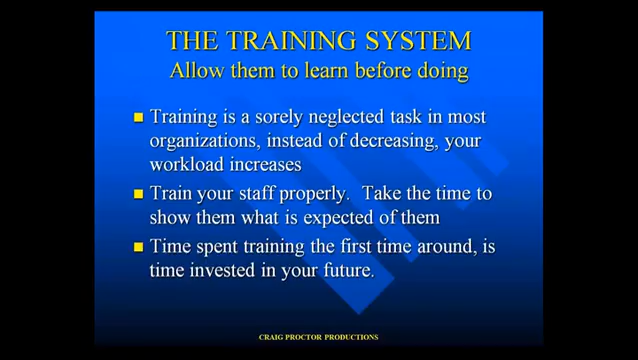 THE TRAINING SYSTEM
Allow them to learn before doing
Training is a sorely neglected task in most
organizations, instead of decreasing, your
workload increases
Train your staff properly.  Take the time to
show them what is expected of them
Time spent training the first time around, is
time invested in your future.
CRAIG PROCTOR PRODUCTIONS